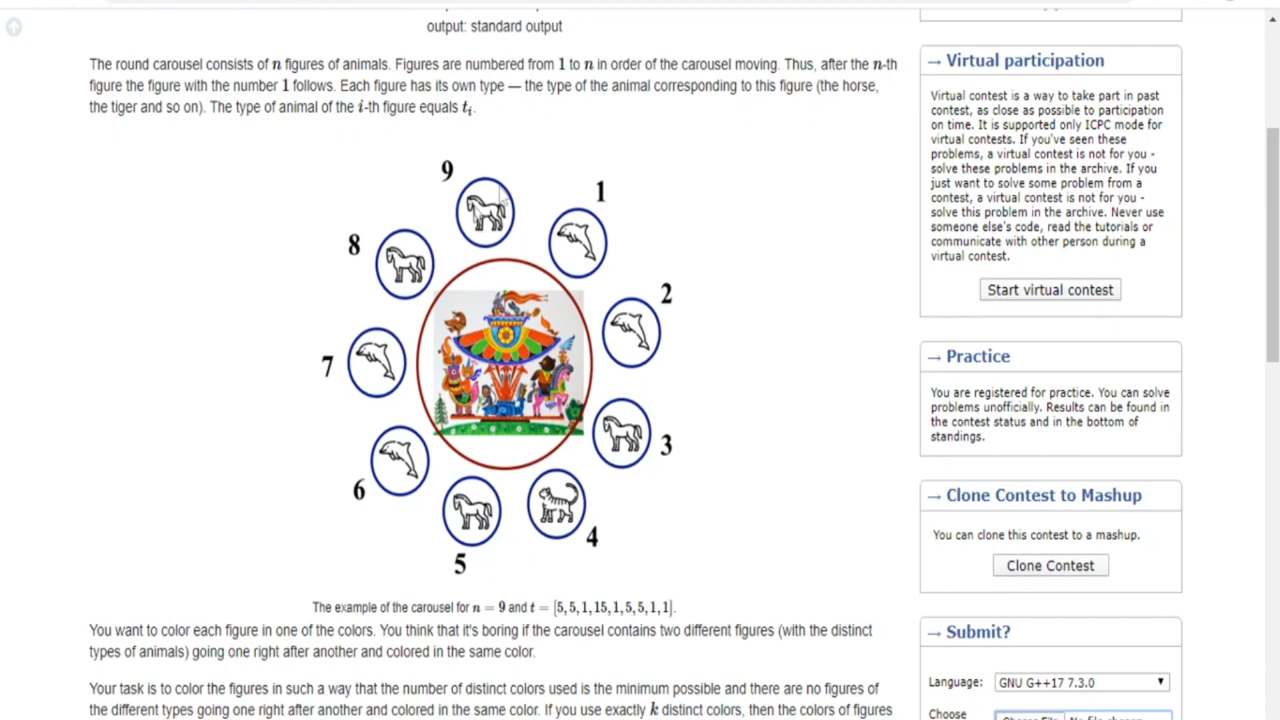 output: standard output
The round carousel consists of n figures of animals. Figures are numbered from 1 to n in order of the carousel moving. Thus, after the n-th
figure the figure with the number 1 follows. Each figure has its own type — the type of the animal corresponding to this figure (the horse,
the tiger and so on). The type of animal of the i-th figure equals tᵢ.
9
1
8
2
7
3
6
4
5
The example of the carousel for n = 9 and t = [5, 5, 1, 15, 1, 5, 5, 1, 1].
You want to color each figure in one of the colors. You think that it's boring if the carousel contains two different figures (with the distinct
types of animals) going one right after another and colored in the same color.
Your task is to color the figures in such a way that the number of distinct colors used is the minimum possible and there are no figures of
the different types going one right after another and colored in the same color. If you use exactly k distinct colors, then the colors of figures
→ Virtual participation
Virtual contest is a way to take part in past
contest, as close as possible to participation
on time. It is supported only ICPC mode for
virtual contests. If you've seen these
problems, a virtual contest is not for you -
solve these problems in the archive. If you
just want to solve some problem from a
contest, a virtual contest is not for you -
solve this problem in the archive. Never use
someone else's code, read the tutorials or
communicate with other person during a
virtual contest.
Start virtual contest
→ Practice
You are registered for practice. You can solve
problems unofficially. Results can be found in
the contest status and in the bottom of
standings.
→ Clone Contest to Mashup
You can clone this contest to a mashup.
Clone Contest
→ Submit?
Language: GNU G++17 7.3.0
Choose